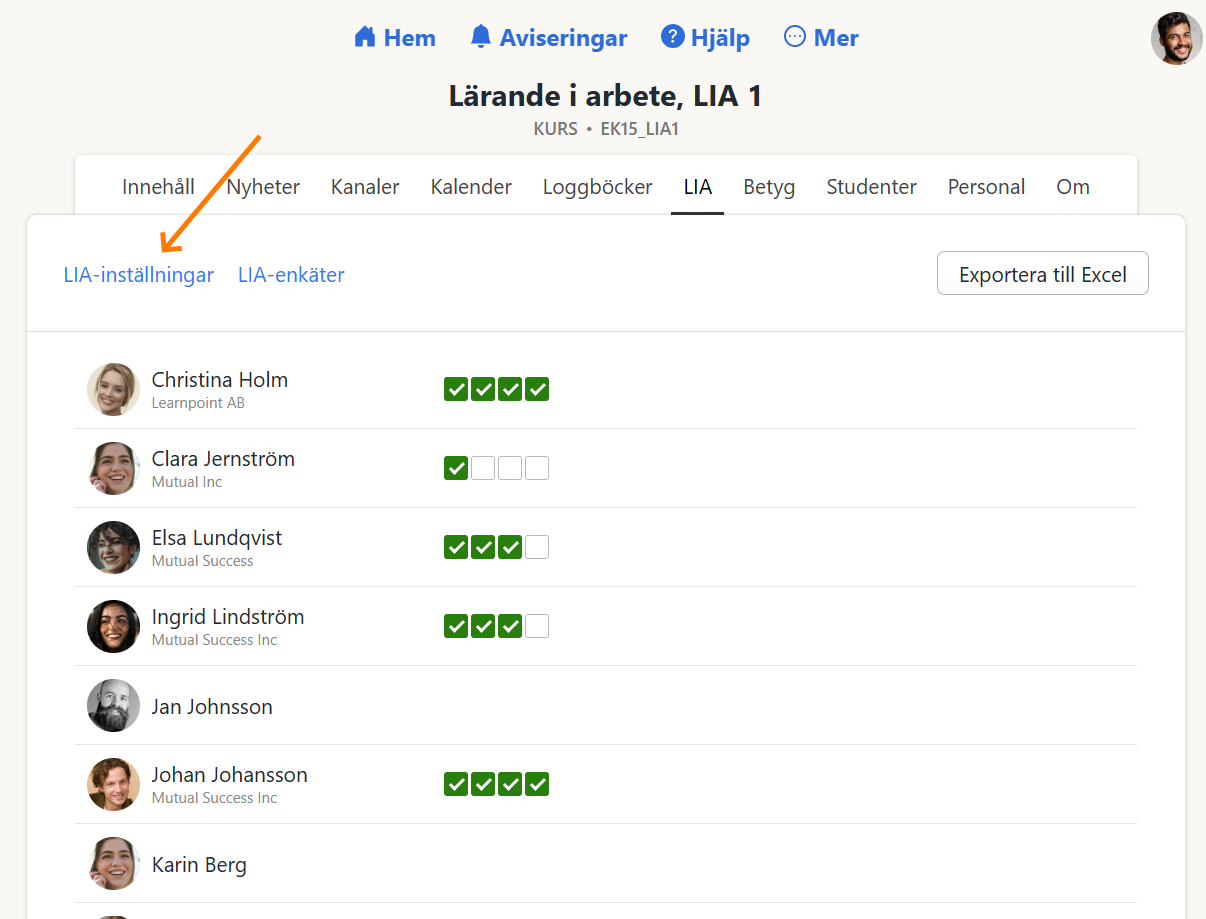 Hem Aviseringar Hjälp Mer
Lärande i arbete, LIA 1
KURS • EK15_LIA1
Innehåll Nyheter Kanaler Kalender Loggböcker LIA Betyg Studenter Personal Om
LIA-inställningar LIA-enkäter Exportera till Excel
Christina Holm
Learnpoint AB
Clara Jernström
Mutual Inc
Elsa Lundqvist
Mutual Success
Ingrid Lindström
Mutual Success Inc
Jan Johnsson
Johan Johansson
Mutual Success Inc
Karin Berg